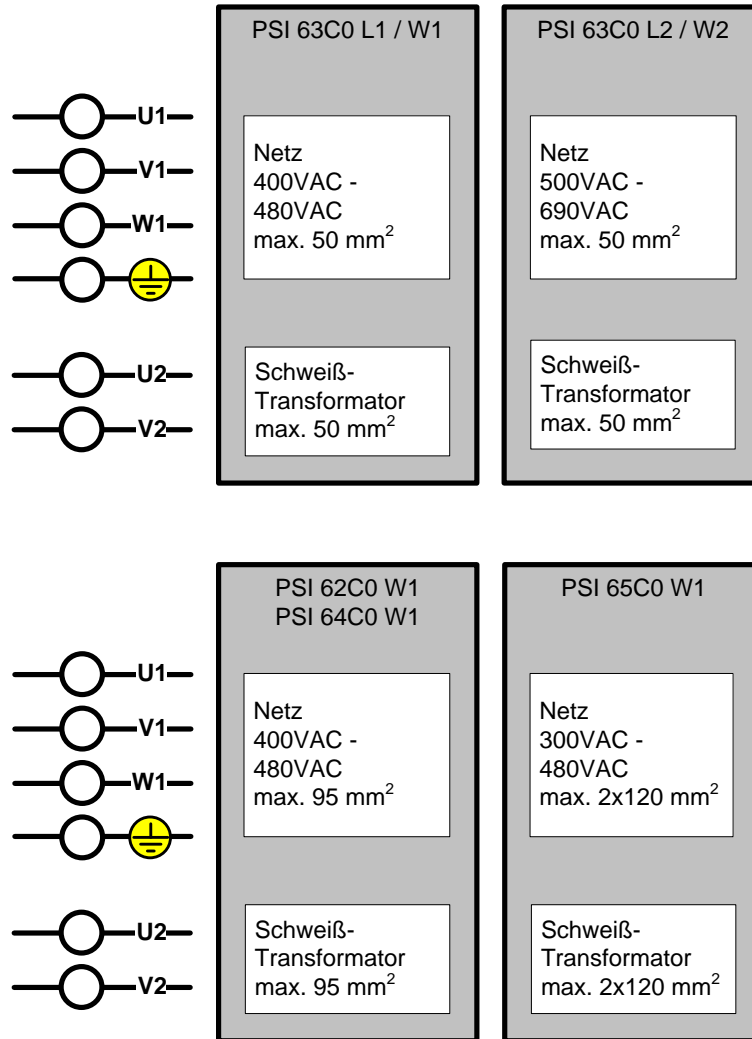 PSI 63C0 L1 / W1
U1
V1
W1
Netz
400VAC -
480VAC
max. 50 mm²
U2
V2
Schweiß-
Transformator
max. 50 mm²
PSI 63C0 L2 / W2
Netz
500VAC -
690VAC
max. 50 mm²
Schweiß-
Transformator
max. 50 mm²
PSI 62C0 W1
PSI 64C0 W1
U1
V1
W1
Netz
400VAC -
480VAC
max. 95 mm²
U2
V2
Schweiß-
Transformator
max. 95 mm²
PSI 65C0 W1
Netz
300VAC -
480VAC
max. 2x120 mm²
Schweiß-
Transformator
max. 2x120 mm²